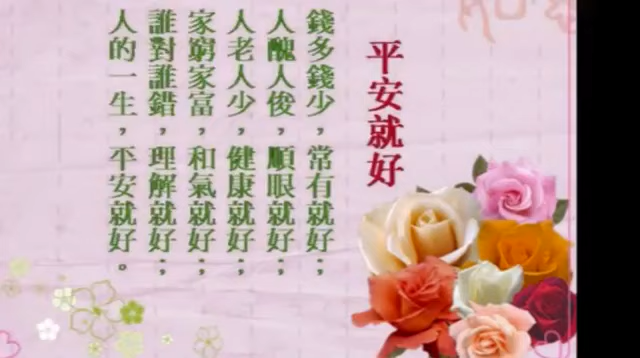 平安就好
錢多錢少，常有就好；
人醜人俊，順眼就好；
人老人少，健康就好；
家窮家富，和氣就好；
誰對誰錯，理解就好；
人的一生，平安就好。